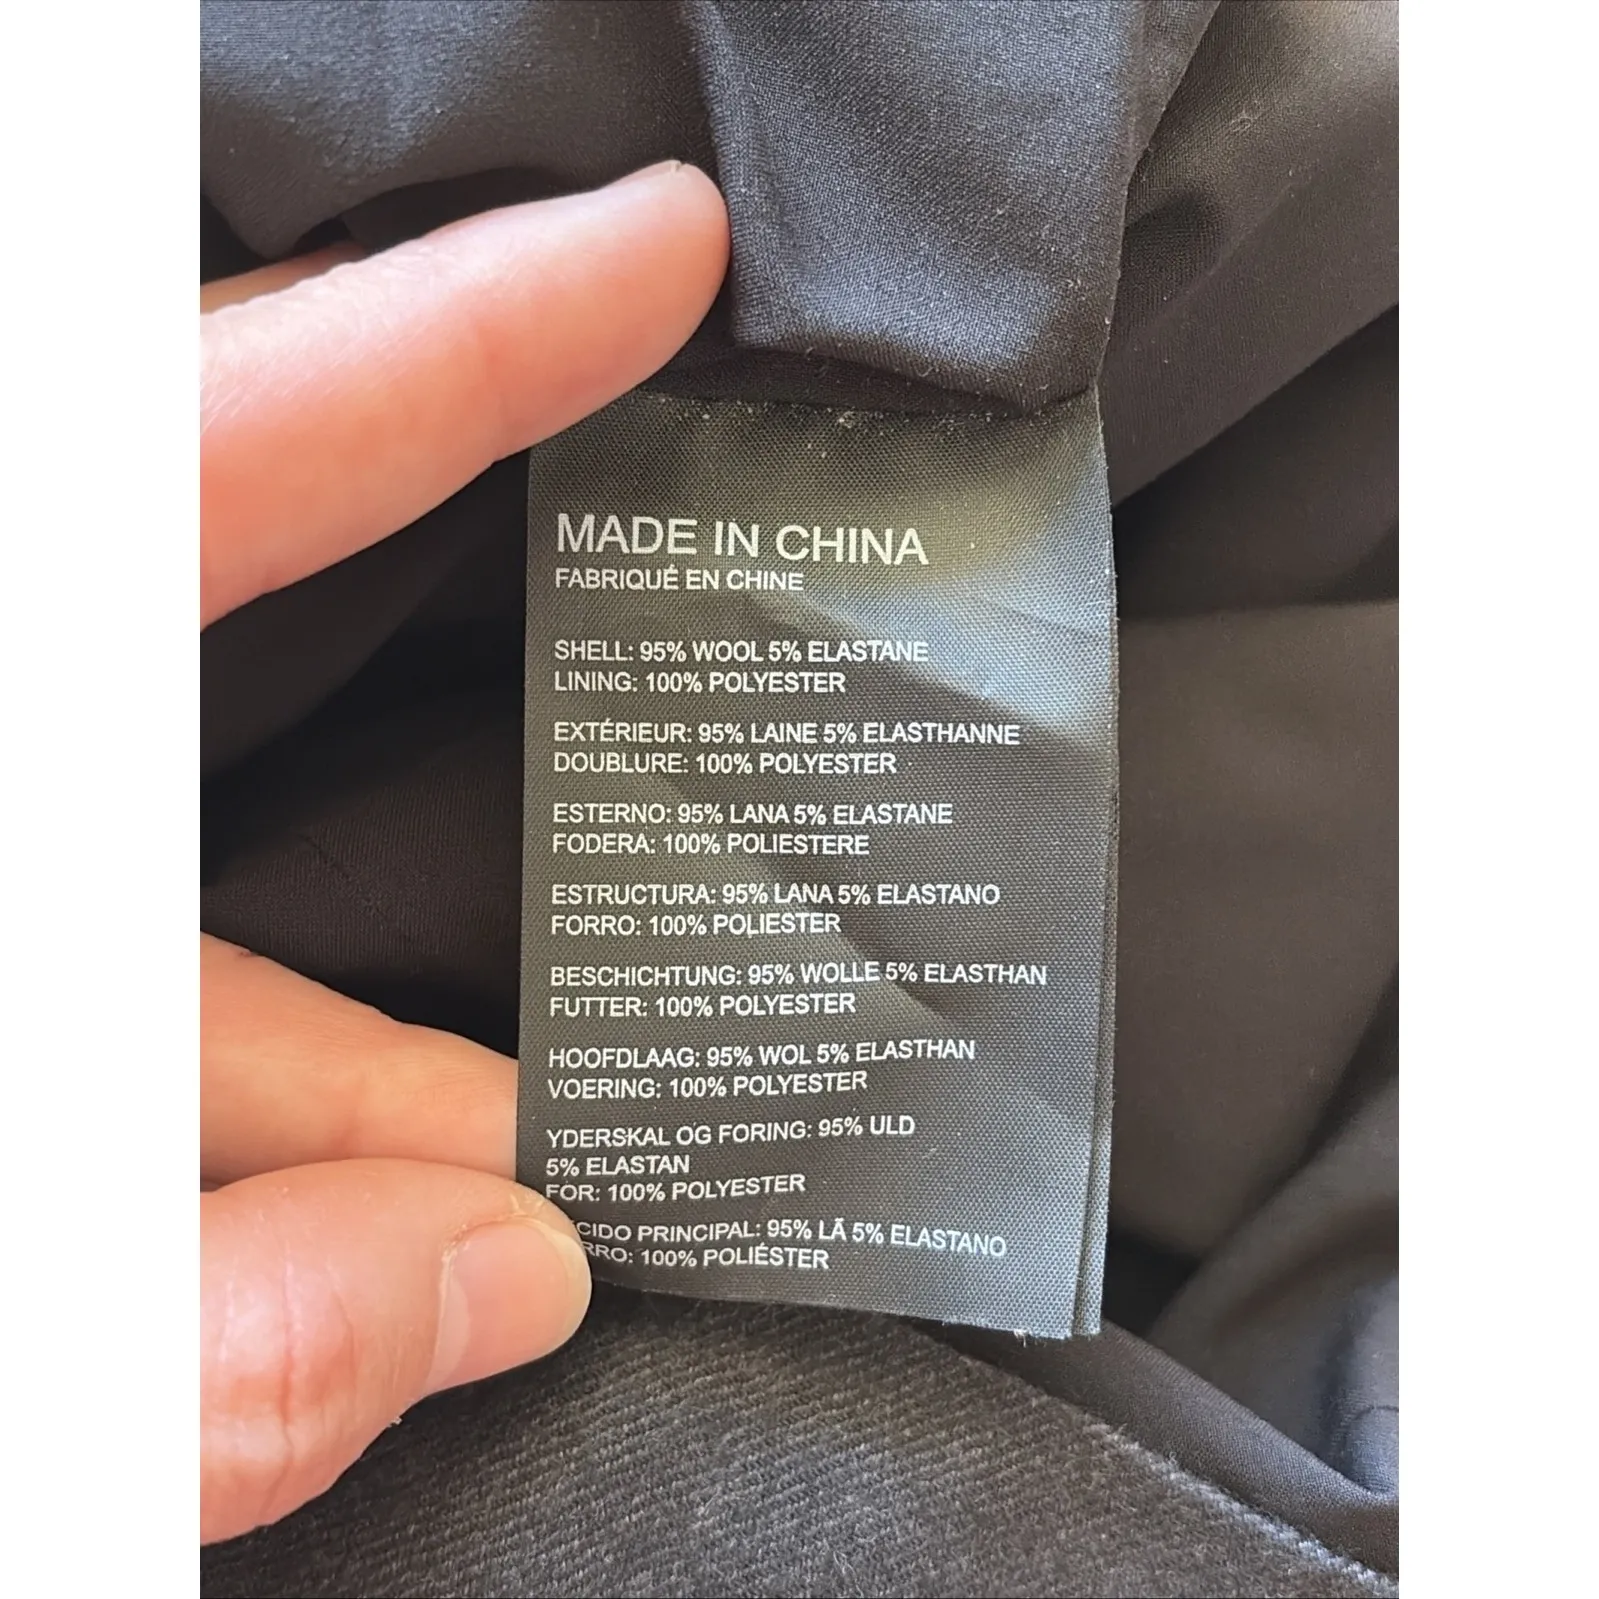 MADE IN CHINA
FABRIQUÉ EN CHINE
SHELL: 95% WOOL 5% ELASTANE
LINING: 100% POLYESTER
EXTÉRIEUR: 95% LAINE 5% ELASTHANNE
DOUBLURE: 100% POLYESTER
ESTERNO: 95% LANA 5% ELASTANE
FODERA: 100% POLIESTERE
ESTRUCTURA: 95% LANA 5% ELASTANO
FORRO: 100% POLIESTER
BESCHICHTUNG: 95% WOLLE 5% ELASTHAN
FUTTER: 100% POLYESTER
HOOFDLAAG: 95% WOL 5% ELASTHAN
VOERING: 100% POLYESTER
YDERSKAL OG FORING: 95% ULD
5% ELASTAN
FOR: 100% POLYESTER
PRINCIPAL: 95% LÃ 5% ELASTANO
100% POLIÉSTER